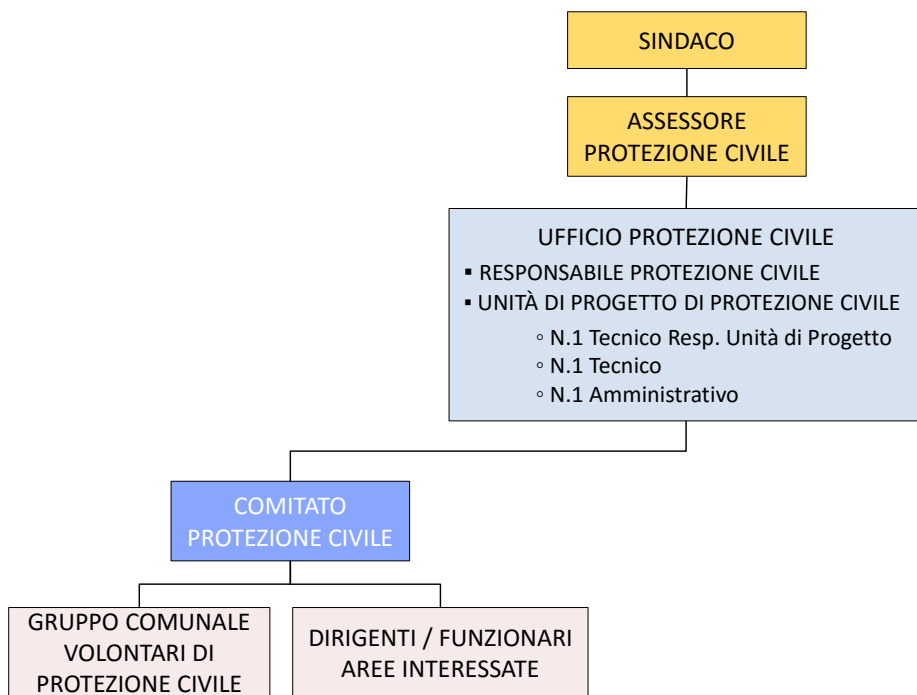 SINDACO
ASSESSORE
PROTEZIONE CIVILE
UFFICIO PROTEZIONE CIVILE
▪ RESPONSABILE PROTEZIONE CIVILE
▪ UNITÀ DI PROGETTO DI PROTEZIONE CIVILE
◦ N.1 Tecnico Resp. Unità di Progetto
◦ N.1 Tecnico
◦ N.1 Amministrativo
COMITATO
PROTEZIONE CIVILE
GRUPPO COMUNALE
VOLONTARI DI
PROTEZIONE CIVILE
DIRIGENTI / FUNZIONARI
AREE INTERESSATE